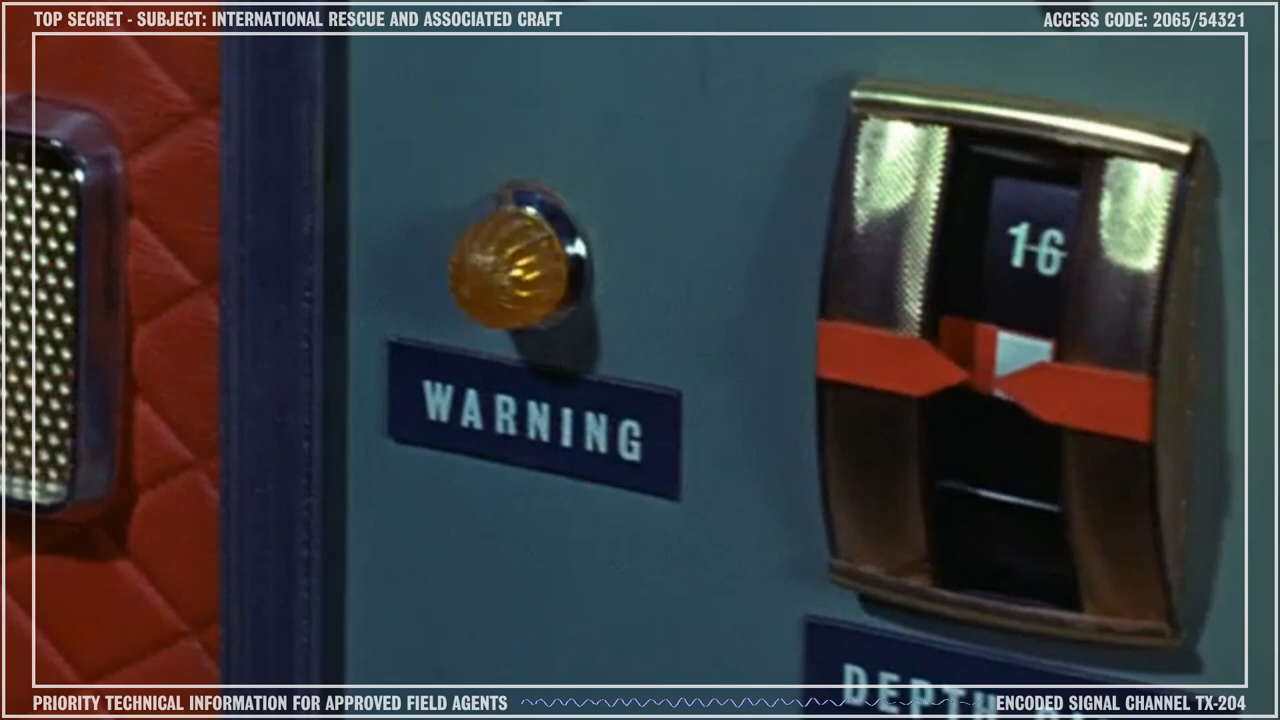 TOP SECRET - SUBJECT: INTERNATIONAL RESCUE AND ASSOCIATED CRAFT
ACCESS CODE: 2065/54321
16
WARNING
DEPTH
PRIORITY TECHNICAL INFORMATION FOR APPROVED FIELD AGENTS
ENCODED SIGNAL CHANNEL TX-204